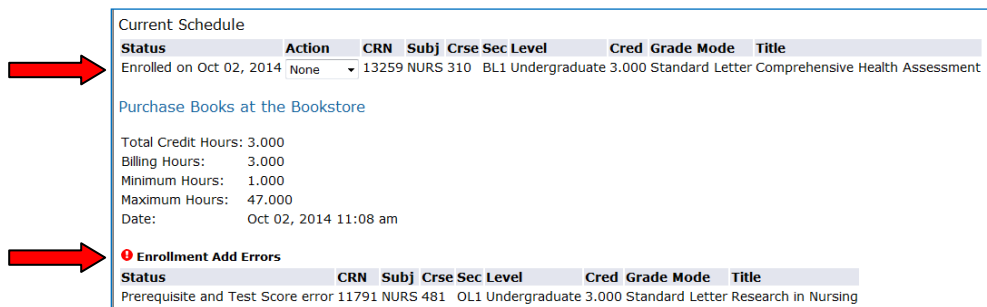 Current Schedule
Status Action CRN Subj Crse Sec Level Cred Grade Mode Title
Enrolled on Oct 02, 2014 None 13259 NURS 310 BL1 Undergraduate 3.000 Standard Letter Comprehensive Health Assessment
Purchase Books at the Bookstore
Total Credit Hours: 3.000
Billing Hours: 3.000
Minimum Hours: 1.000
Maximum Hours: 47.000
Date: Oct 02, 2014 11:08 am
Enrollment Add Errors
Status CRN Subj Crse Sec Level Cred Grade Mode Title
Prerequisite and Test Score error 11791 NURS 481 OL1 Undergraduate 3.000 Standard Letter Research in Nursing